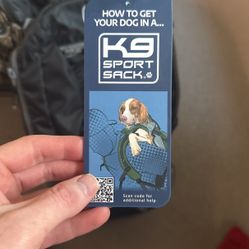 HOW TO GET
YOUR DOG IN A...
K9
SPORT
SACK
Scan code for
additional help